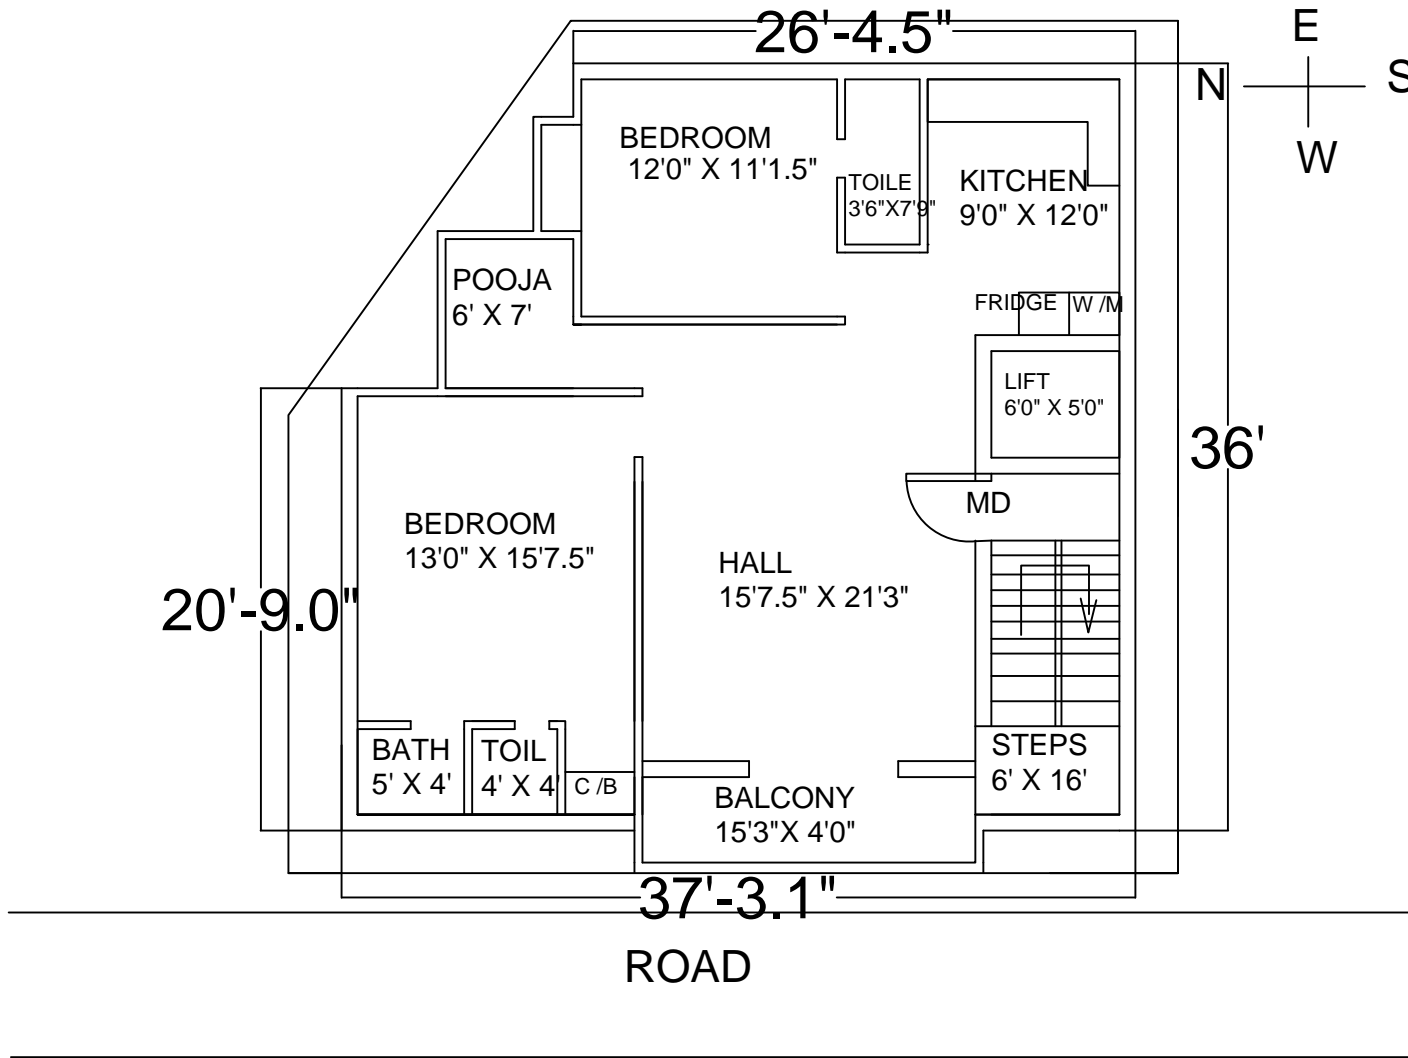 26'-4.5"
E
N
S
W
BEDROOM
12'0" X 11'1.5"
TOILE
3'6"X7'9"
KITCHEN
9'0" X 12'0"
POOJA
6' X 7'
FRIDGE
W /M
LIFT
6'0" X 5'0"
36'
MD
BEDROOM
13'0" X 15'7.5"
HALL
15'7.5" X 21'3"
20'-9.0"
BATH
5' X 4'
TOIL
4' X 4'
C /B
STEPS
6' X 16'
BALCONY
15'3"X 4'0"
37'-3.1"
ROAD